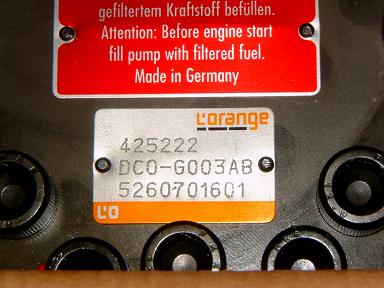 gefiltertem Kraftstoff befüllen.
Attention: Before engine start
fill pump with filtered fuel.
Made in Germany
L'orange
425222
DCO-G003AB
5260701601
L'O